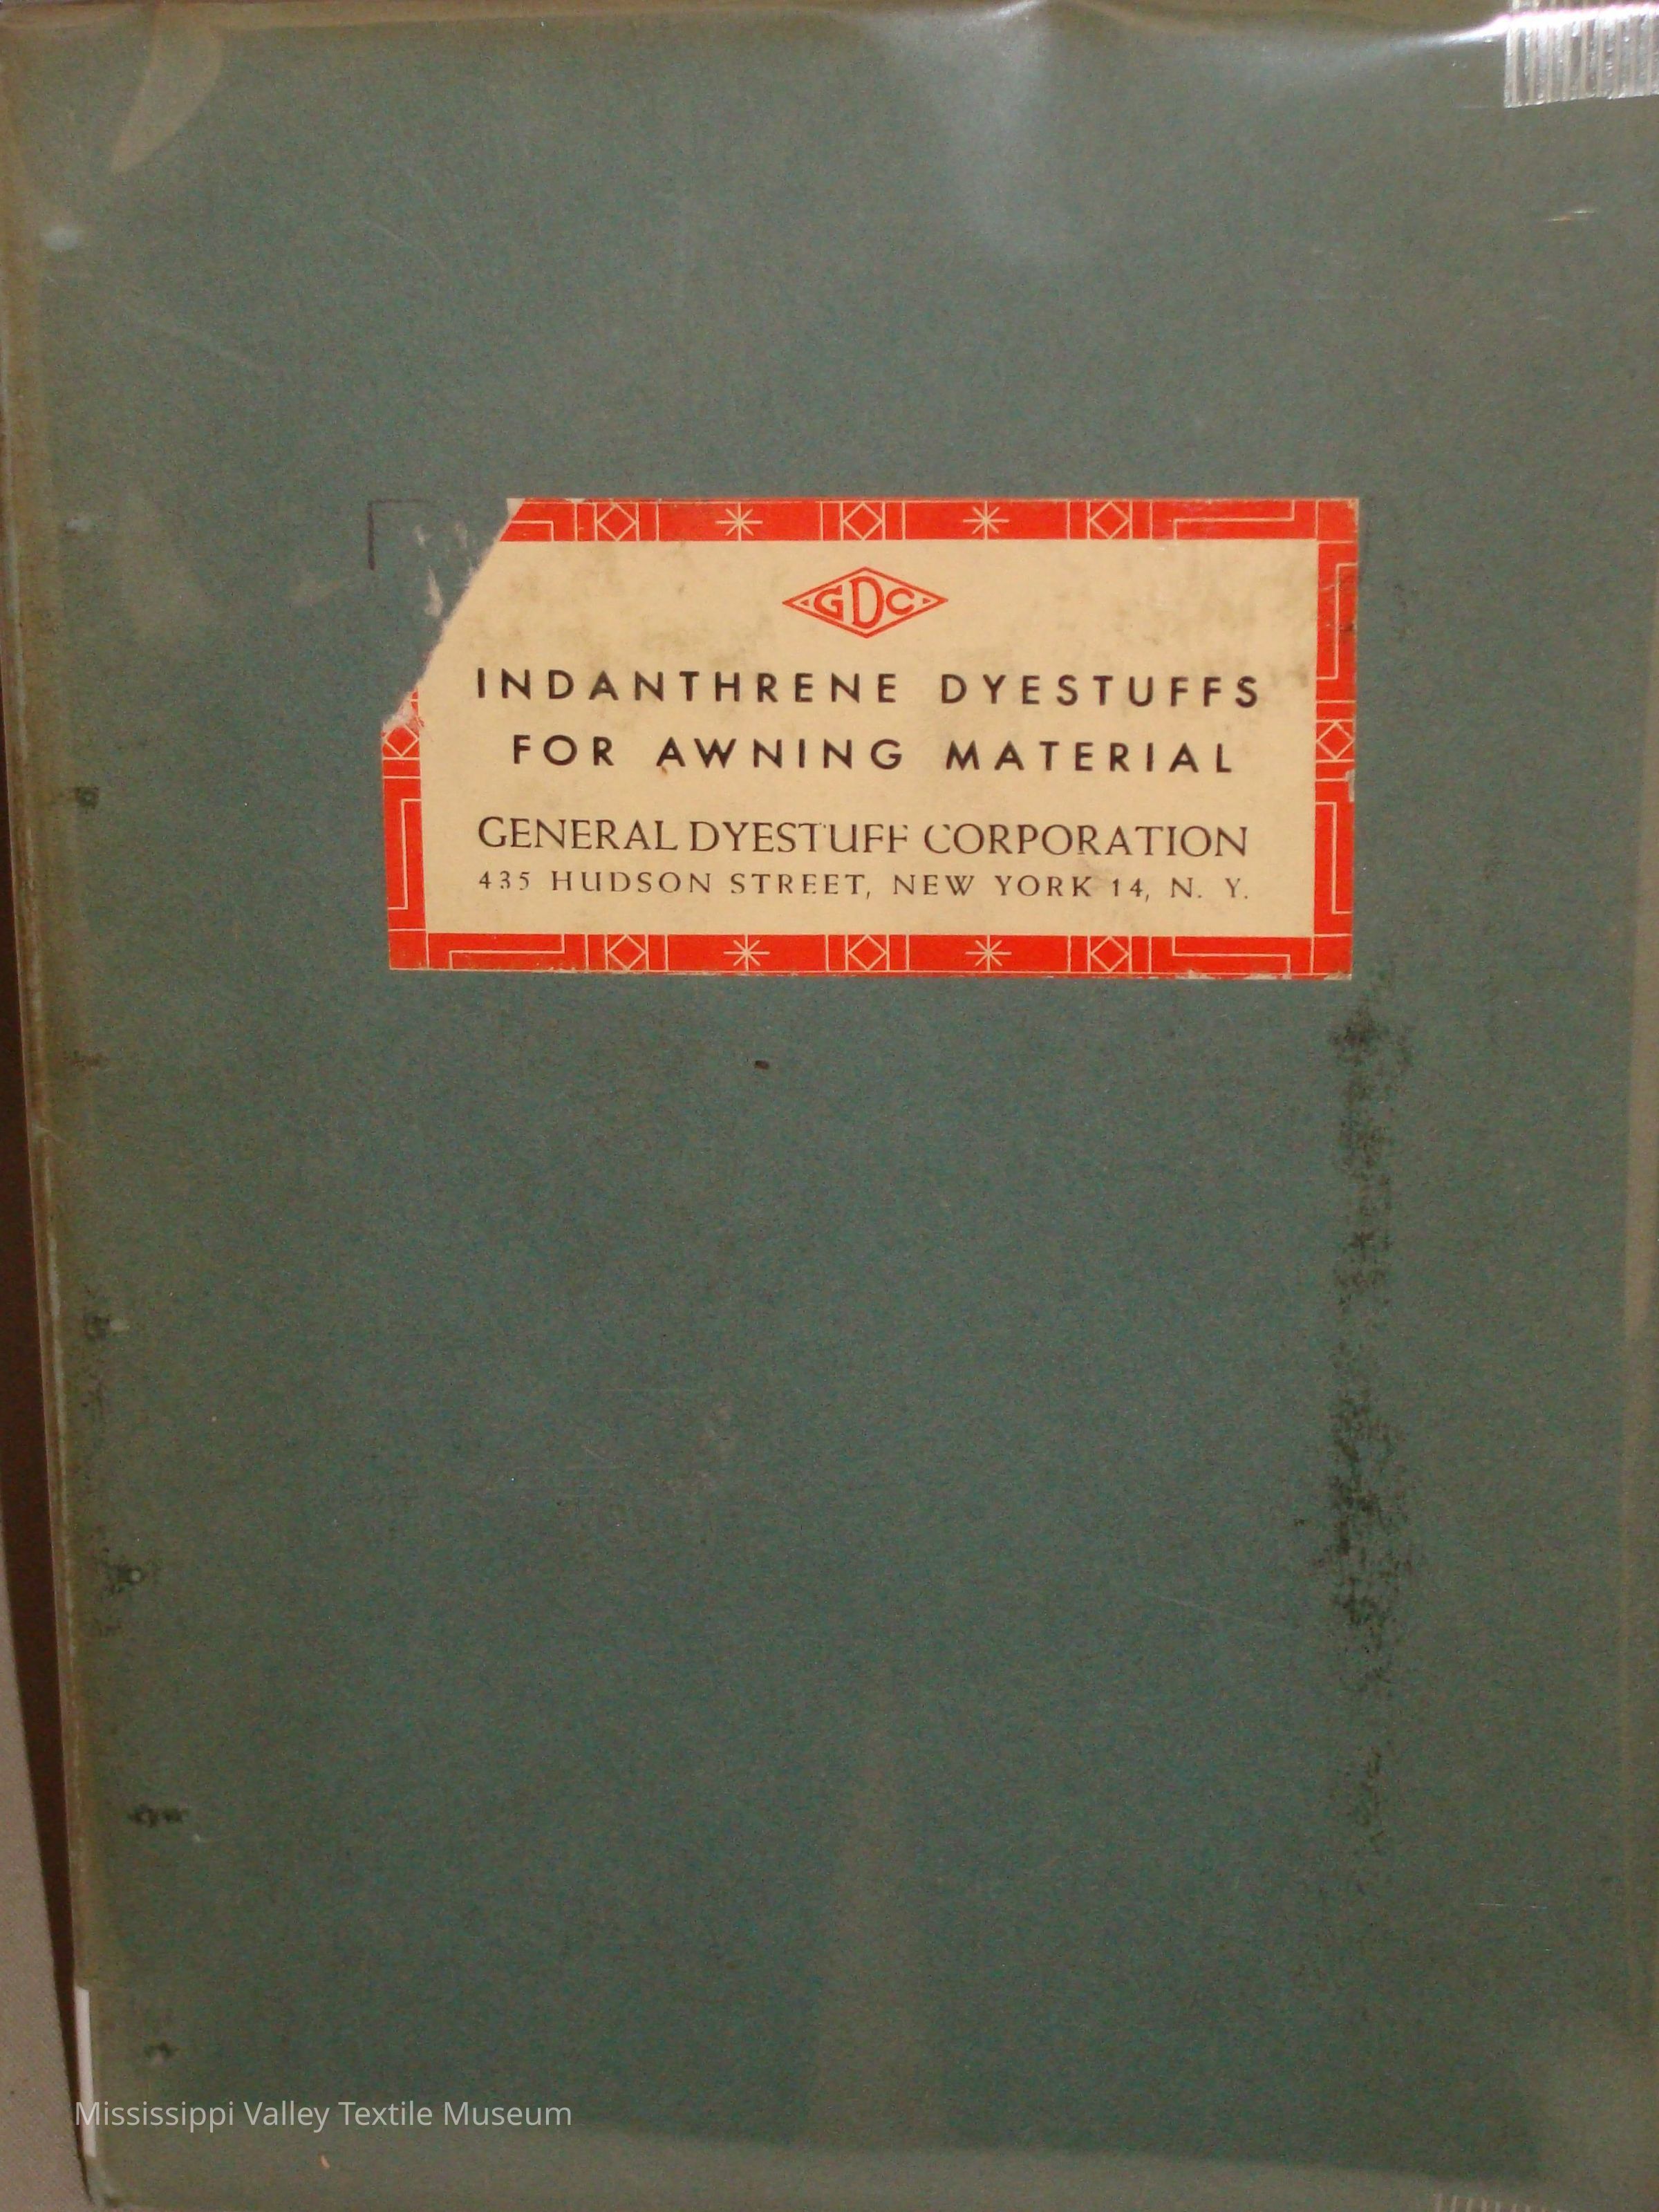 GDC
INDANTHRENE DYESTUFFS
FOR AWNING MATERIAL
GENERAL DYESTUFF CORPORATION
435 HUDSON STREET, NEW YORK 14, N. Y.
Mississippi Valley Textile Museum